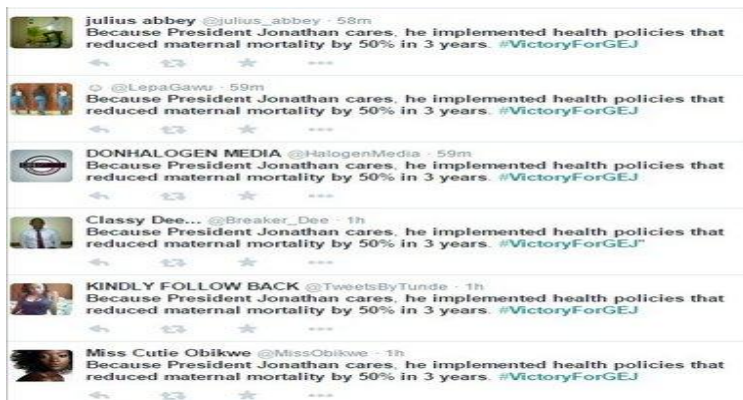 julius abbey @julius_abbey · 58m
Because President Jonathan cares, he implemented health policies that
reduced maternal mortality by 50% in 3 years. #VictoryForGEJ
☺ @LepaGawu · 59m
Because President Jonathan cares, he implemented health policies that
reduced maternal mortality by 50% in 3 years. #VictoryForGEJ
DONHALOGEN MEDIA @HalogenMedia · 59m
Because President Jonathan cares, he implemented health policies that
reduced maternal mortality by 50% in 3 years. #VictoryForGEJ
Classy Dee... @Breaker_Dee · 1h
Because President Jonathan cares, he implemented health policies that
reduced maternal mortality by 50% in 3 years. #VictoryForGEJ"
KINDLY FOLLOW BACK @TweetsByTunde · 1h
Because President Jonathan cares, he implemented health policies that
reduced maternal mortality by 50% in 3 years. #VictoryForGEJ
Miss Cutie Obikwe @MissObikwe · 1h
Because President Jonathan cares, he implemented health policies that
reduced maternal mortality by 50% in 3 years. #VictoryForGEJ